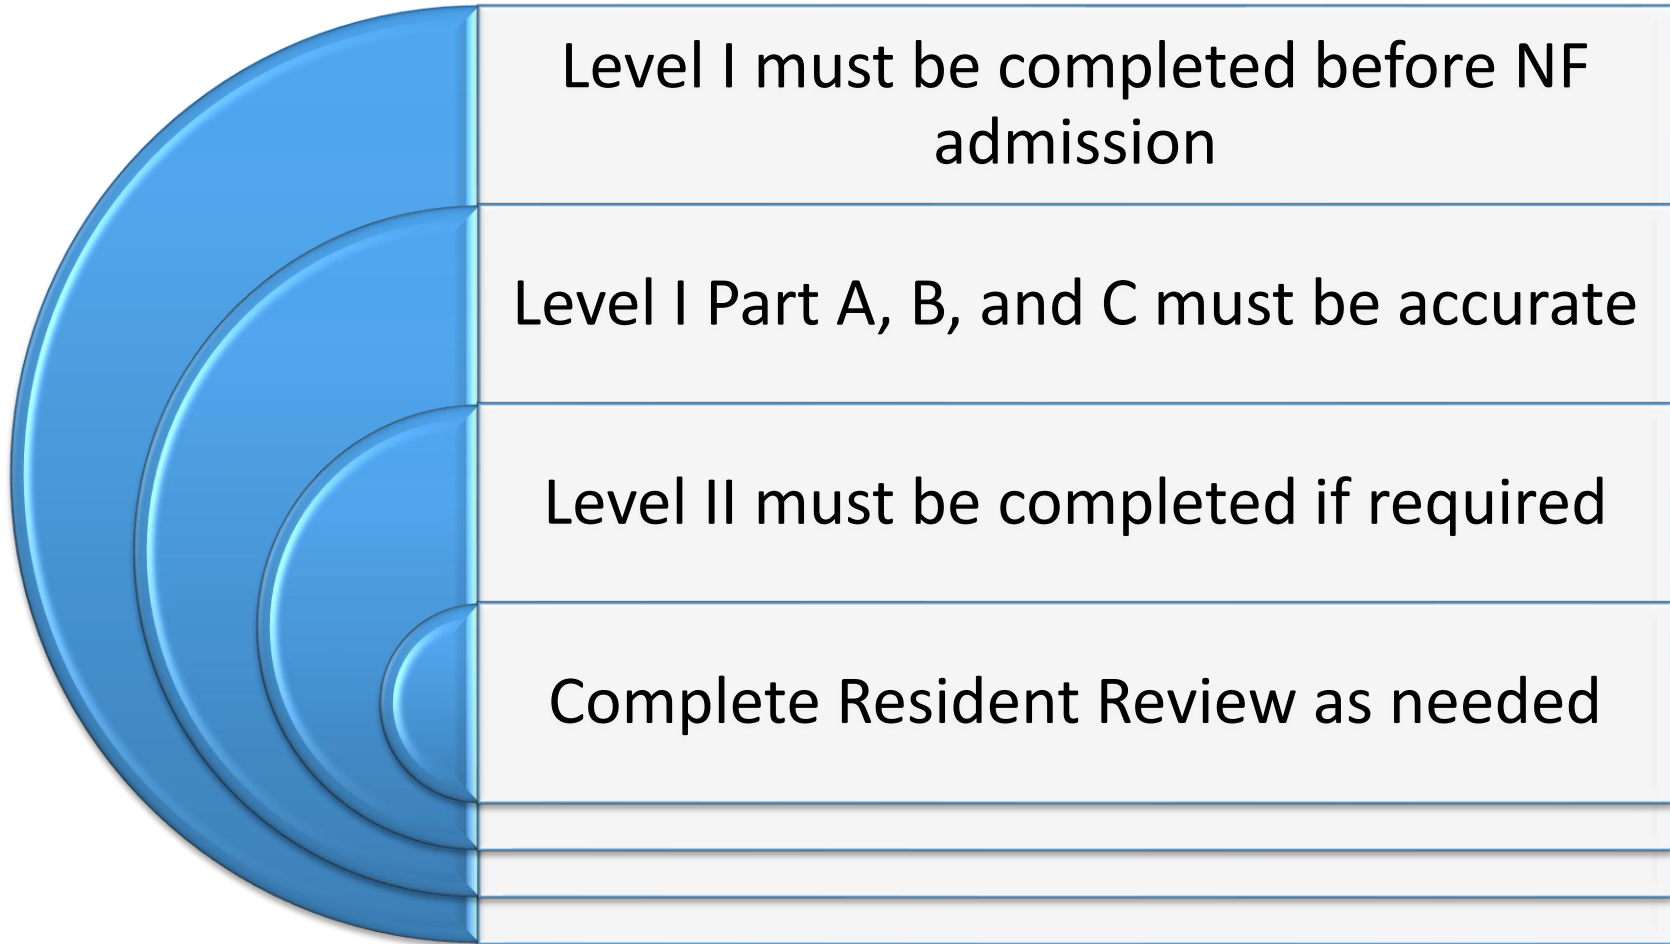 Level I must be completed before NF
admission
Level I Part A, B, and C must be accurate
Level II must be completed if required
Complete Resident Review as needed